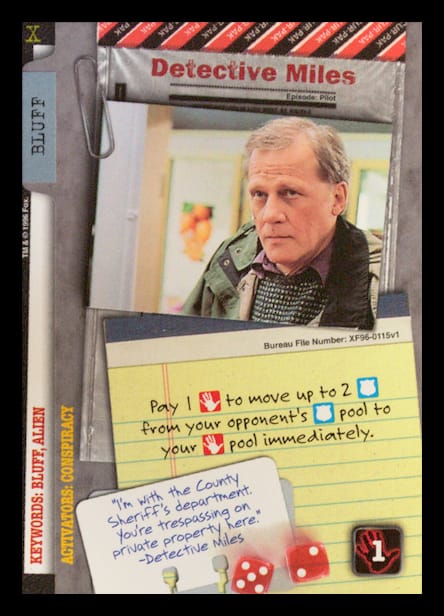 X
BLUFF
TM & © 1996 Fox.
KEYWORDS: BLUFF, ALIEN
ACTIVATORS: CONSPIRACY
Detective Miles
Episode: Pilot
Bureau File Number: XF96-0115v1
Pay 1 to move up to 2
from your opponent's pool to
your pool immediately.
"I'm with the County
Sheriff's department.
You're trespassing on
private property here."
-Detective Miles
1